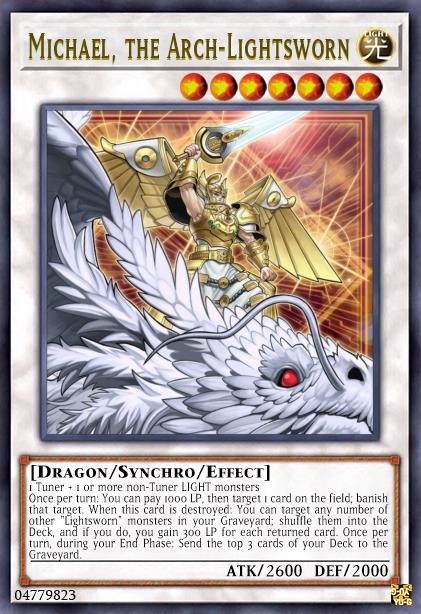 MICHAEL, THE ARCH-LIGHTSWORN
LIGHT
光
[DRAGON/SYNCHRO/EFFECT]
1 Tuner + 1 or more non-Tuner LIGHT monsters
Once per turn: You can pay 1000 LP, then target 1 card on the field; banish
that target. When this card is destroyed: You can target any number of
other "Lightsworn" monsters in your Graveyard; shuffle them into the
Deck, and if you do, you gain 300 LP for each returned card. Once per
turn, during your End Phase: Send the top 3 cards of your Deck to the
Graveyard.
ATK/2600 DEF/2000
04779823